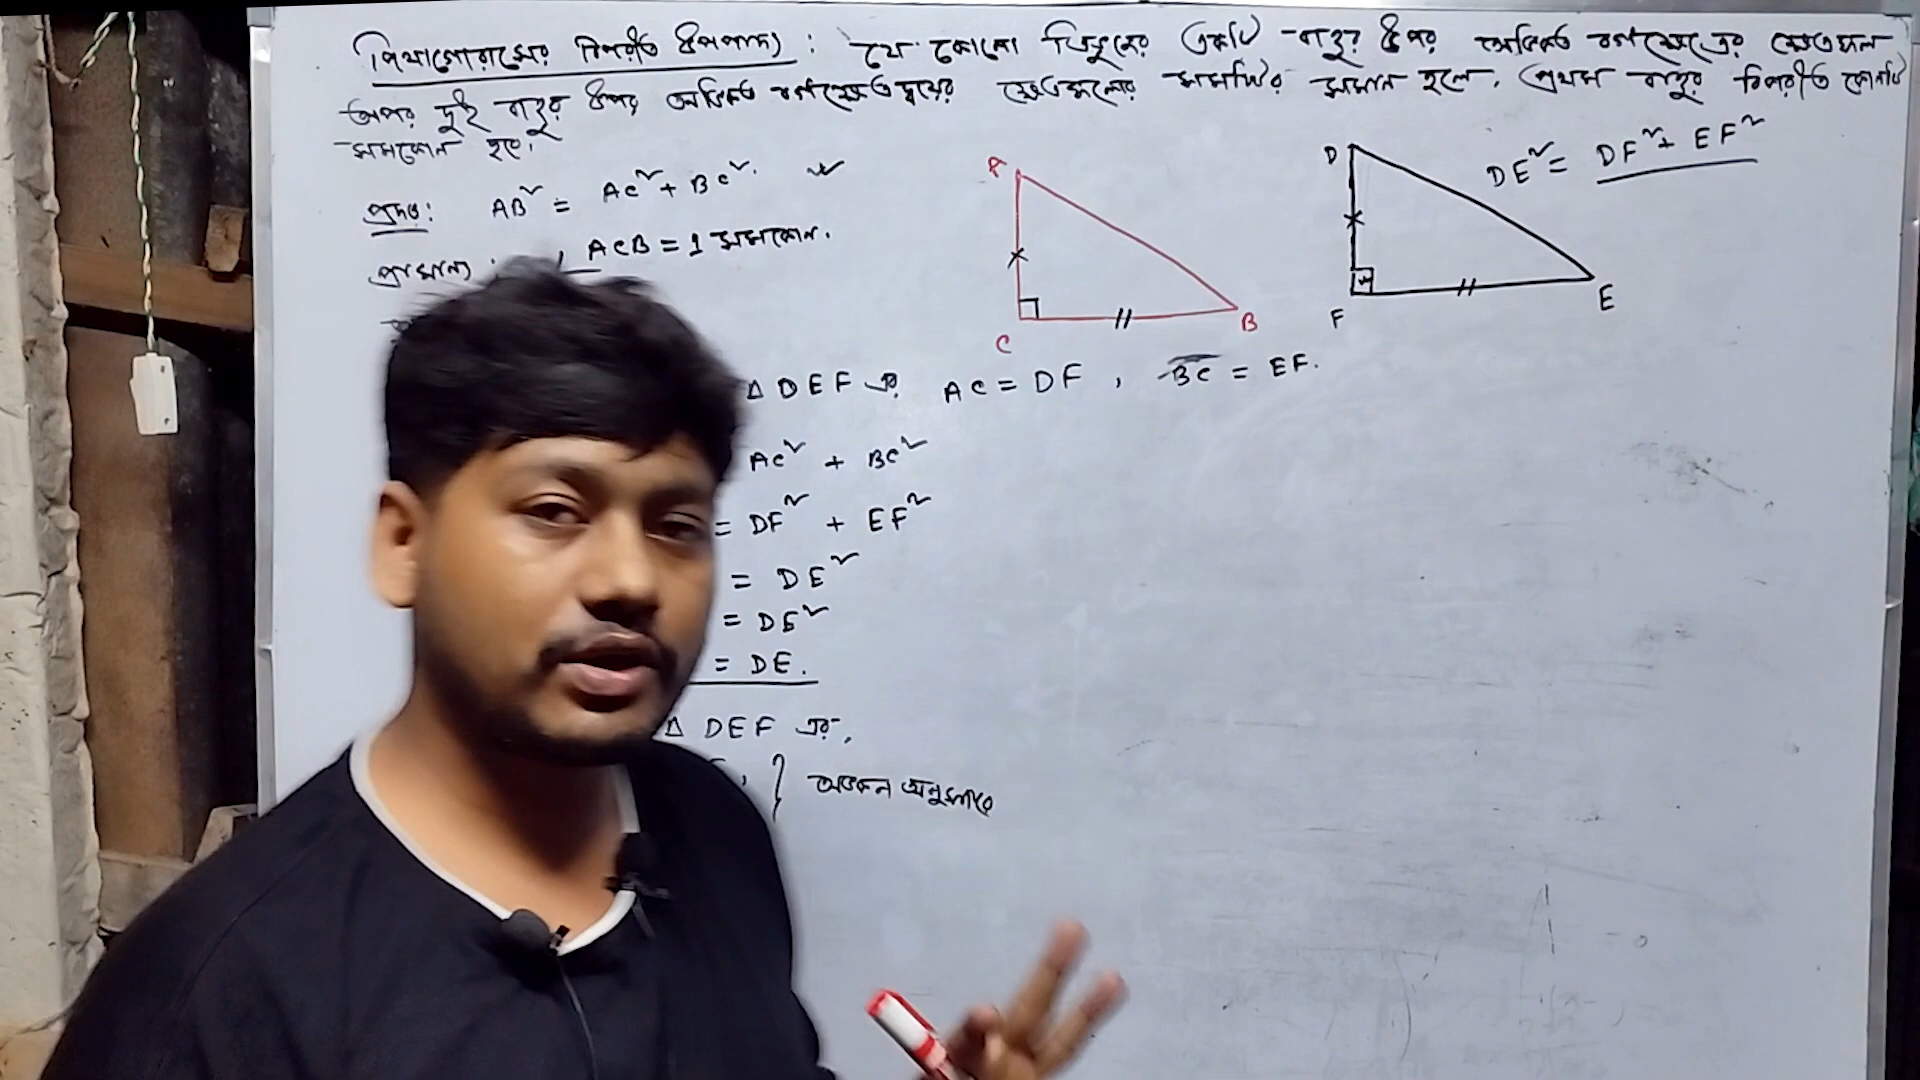 পিথাগোরাসের বিপরীত উপপাদ্য : যে কোনো ত্রিভুজের একটি বাহুর উপর অঙ্কিত বর্গক্ষেত্রের ক্ষেত্রফল
অপর দুই বাহুর উপর অঙ্কিত বর্গক্ষেত্রদ্বয়ের ক্ষেত্রফলের সমষ্টির সমান হলে, প্রথম বাহুর বিপরীত কোণটি
সমকোণ হবে।
প্রদত্ত: AB² = AC² + BC².
প্রামাণ্য : ACB = 1 সমকোণ.
A
C
B
D
F
E
DE² = DF² + EF²
Δ DEF এর AC = DF , BC = EF.
AC² + BC²
= DF² + EF²
= DE²
= DE²
= DE.
Δ DEF এর,
} অঙ্কন অনুসারে